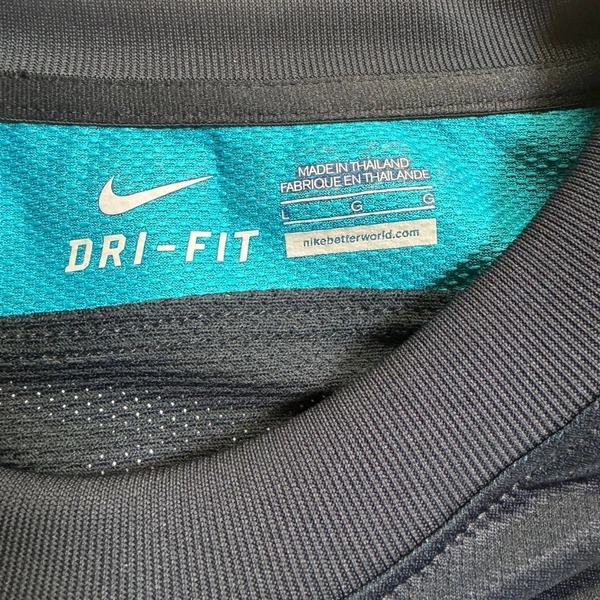 DRI-FIT
MADE IN THAILAND
FABRIQUE EN THAILANDE
L G G
nikebetterworld.com